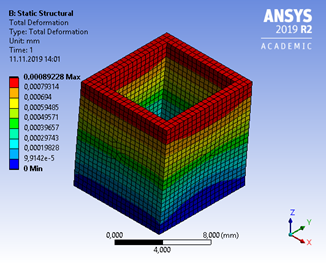 B: Static Structural
Total Deformation
Type: Total Deformation
Unit: mm
Time: 1
11.11.2019 14:01
ANSYS
2019 R2
ACADEMIC
0,00089228 Max
0,00079314
0,000694
0,00059485
0,00049571
0,00039657
0,00029743
0,00019828
9,9142e-5
0 Min
0,000
8,000 (mm)
4,000
Z
Y
X